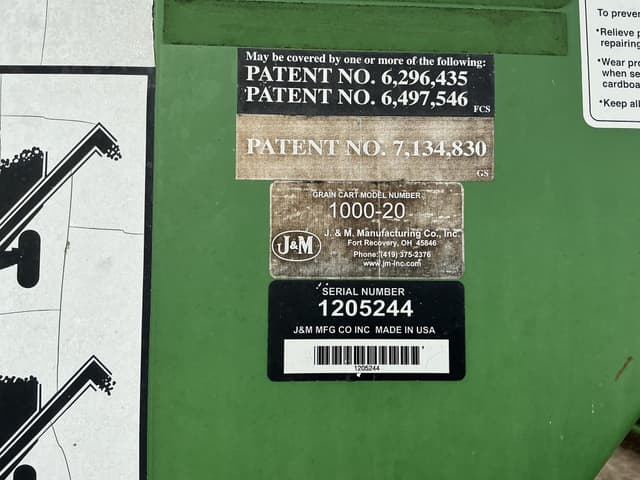 May be covered by one or more of the following:
PATENT NO. 6,296,435
PATENT NO. 6,497,546
FCS
PATENT NO. 7,134,830
GS
GRAIN CART MODEL NUMBER
1000-20
J&M
J. & M. Manufacturing Co., Inc.
Fort Recovery, OH 45846
Phone: (419) 375-2376
www.jm-inc.com
SERIAL NUMBER
1205244
J&M MFG CO INC MADE IN USA
1205244
To preven
•Relieve p
repairing
•Wear pro
when se
cardboa
•Keep all